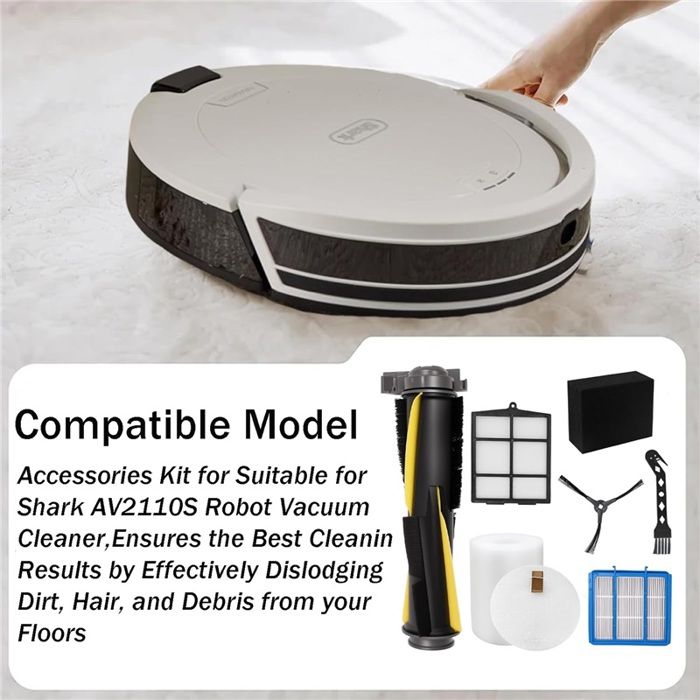 Shark
Compatible Model
Accessories Kit for Suitable for
Shark AV2110S Robot Vacuum
Cleaner,Ensures the Best Cleanin
Results by Effectively Dislodging
Dirt, Hair, and Debris from your
Floors